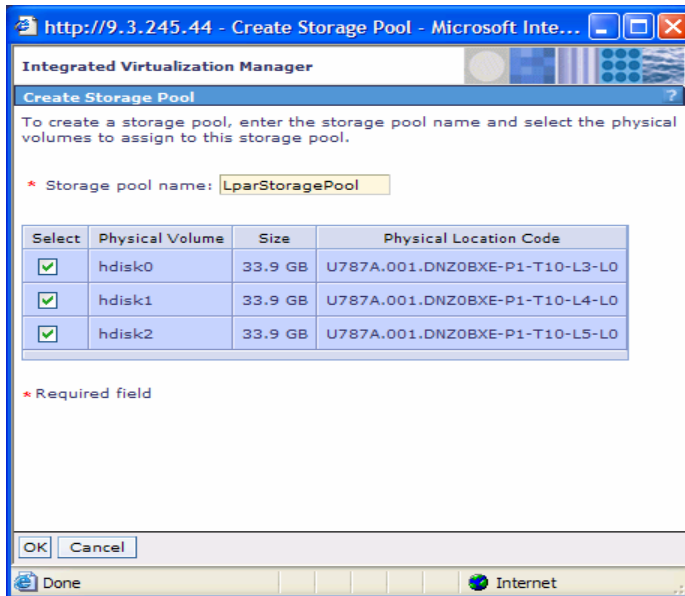 http://9.3.245.44 - Create Storage Pool - Microsoft Inte...
Integrated Virtualization Manager
Create Storage Pool ?
To create a storage pool, enter the storage pool name and select the physical
volumes to assign to this storage pool.
* Storage pool name: LparStoragePool
Select Physical Volume Size Physical Location Code
hdisk0 33.9 GB U787A.001.DNZ0BXE-P1-T10-L3-L0
hdisk1 33.9 GB U787A.001.DNZ0BXE-P1-T10-L4-L0
hdisk2 33.9 GB U787A.001.DNZ0BXE-P1-T10-L5-L0
* Required field
OK Cancel
Done Internet